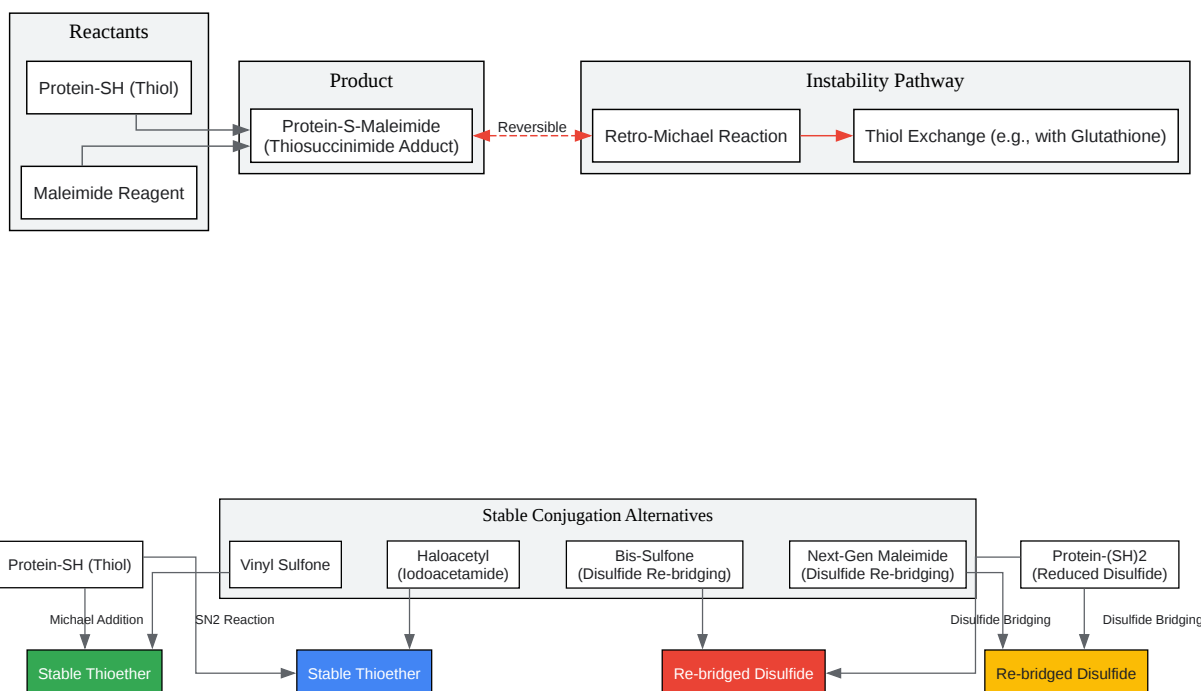 Reactants
Protein-SH (Thiol)
Maleimide Reagent
Product
Protein-S-Maleimide
(Thiosuccinimide Adduct)
Reversible
Instability Pathway
Retro-Michael Reaction
Thiol Exchange (e.g., with Glutathione)
Stable Conjugation Alternatives
Protein-SH (Thiol)
Vinyl Sulfone
Haloacetyl
(Iodoacetamide)
Bis-Sulfone
(Disulfide Re-bridging)
Next-Gen Maleimide
(Disulfide Re-bridging)
Protein-(SH)2
(Reduced Disulfide)
Michael Addition
SN2 Reaction
Disulfide Bridging
Disulfide Bridging
Stable Thioether
Stable Thioether
Re-bridged Disulfide
Re-bridged Disulfide